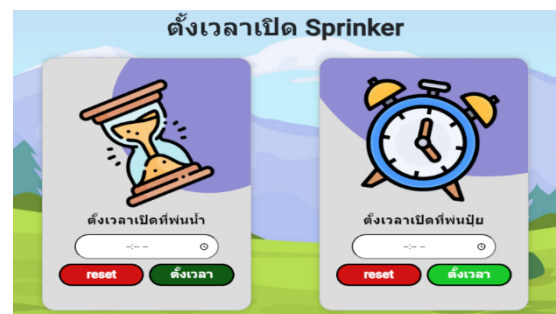 ตั้งเวลาเปิด Sprinker
ตั้งเวลาเปิดที่พ่นน้ำ
--:-- --
reset
ตั้งเวลา
ตั้งเวลาเปิดที่พ่นปุ๋ย
--:-- --
reset
ตั้งเวลา